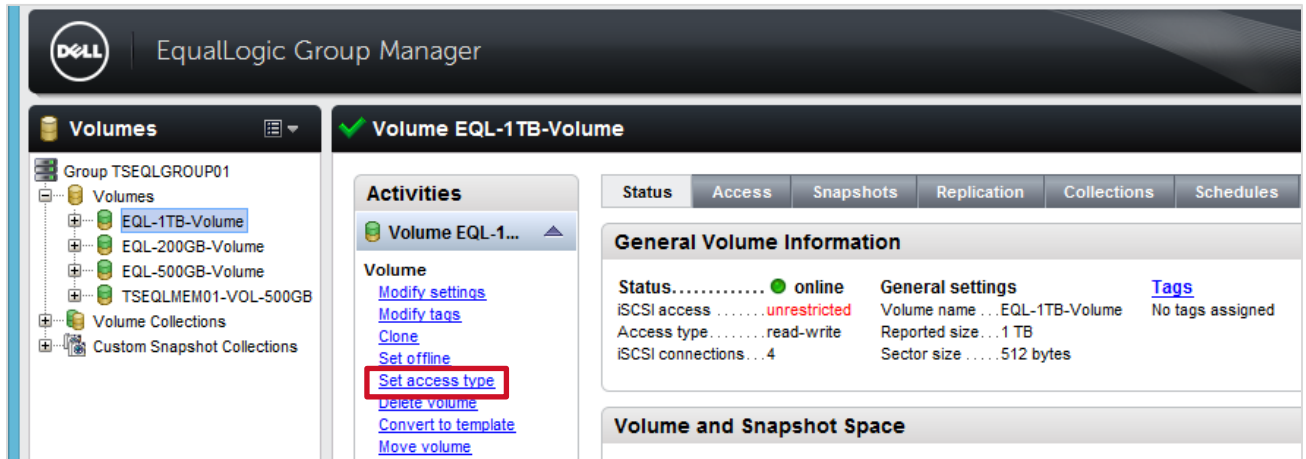 DELL
EqualLogic Group Manager
Volumes
Group TSEQLGROUP01
Volumes
EQL-1TB-Volume
EQL-200GB-Volume
EQL-500GB-Volume
TSEQLMEM01-VOL-500GB
Volume Collections
Custom Snapshot Collections
Volume EQL-1TB-Volume
Activities
Volume EQL-1...
Volume
Modify settings
Modify tags
Clone
Set offline
Set access type
Delete volume
Convert to template
Move volume
Status Access Snapshots Replication Collections Schedules
General Volume Information
Status............. online
iSCSI access .......unrestricted
Access type........read-write
iSCSI connections...4
General settings
Volume name ...EQL-1TB-Volume
Reported size...1 TB
Sector size .....512 bytes
Tags
No tags assigned
Volume and Snapshot Space